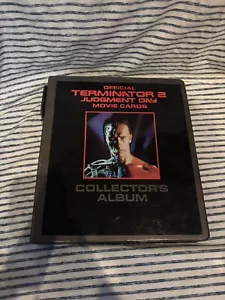 OFFICIAL
TERMINATOR 2
JUDGMENT DAY
MOVIE CARDS
COLLECTOR'S
ALBUM